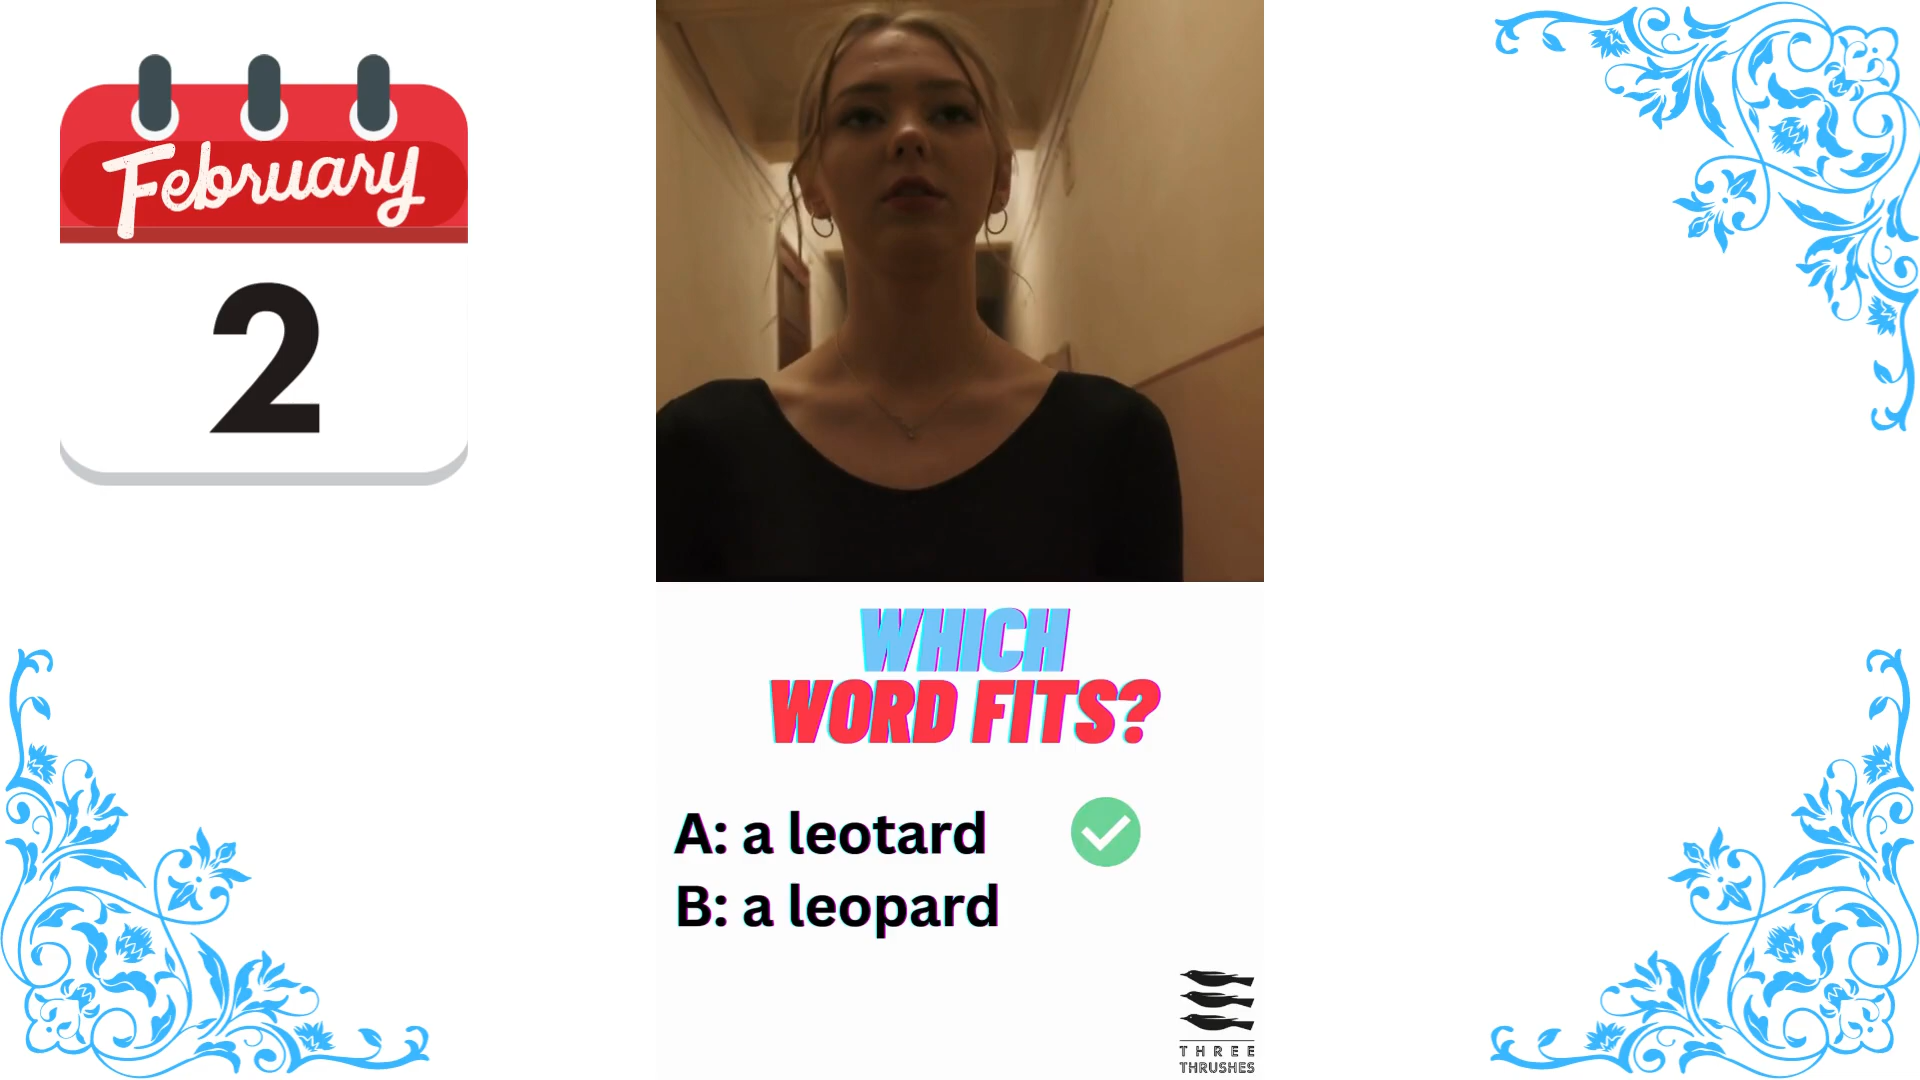 February
2
WHICH
WORD FITS?
A: a leotard
B: a leopard
THREE
THRUSHES